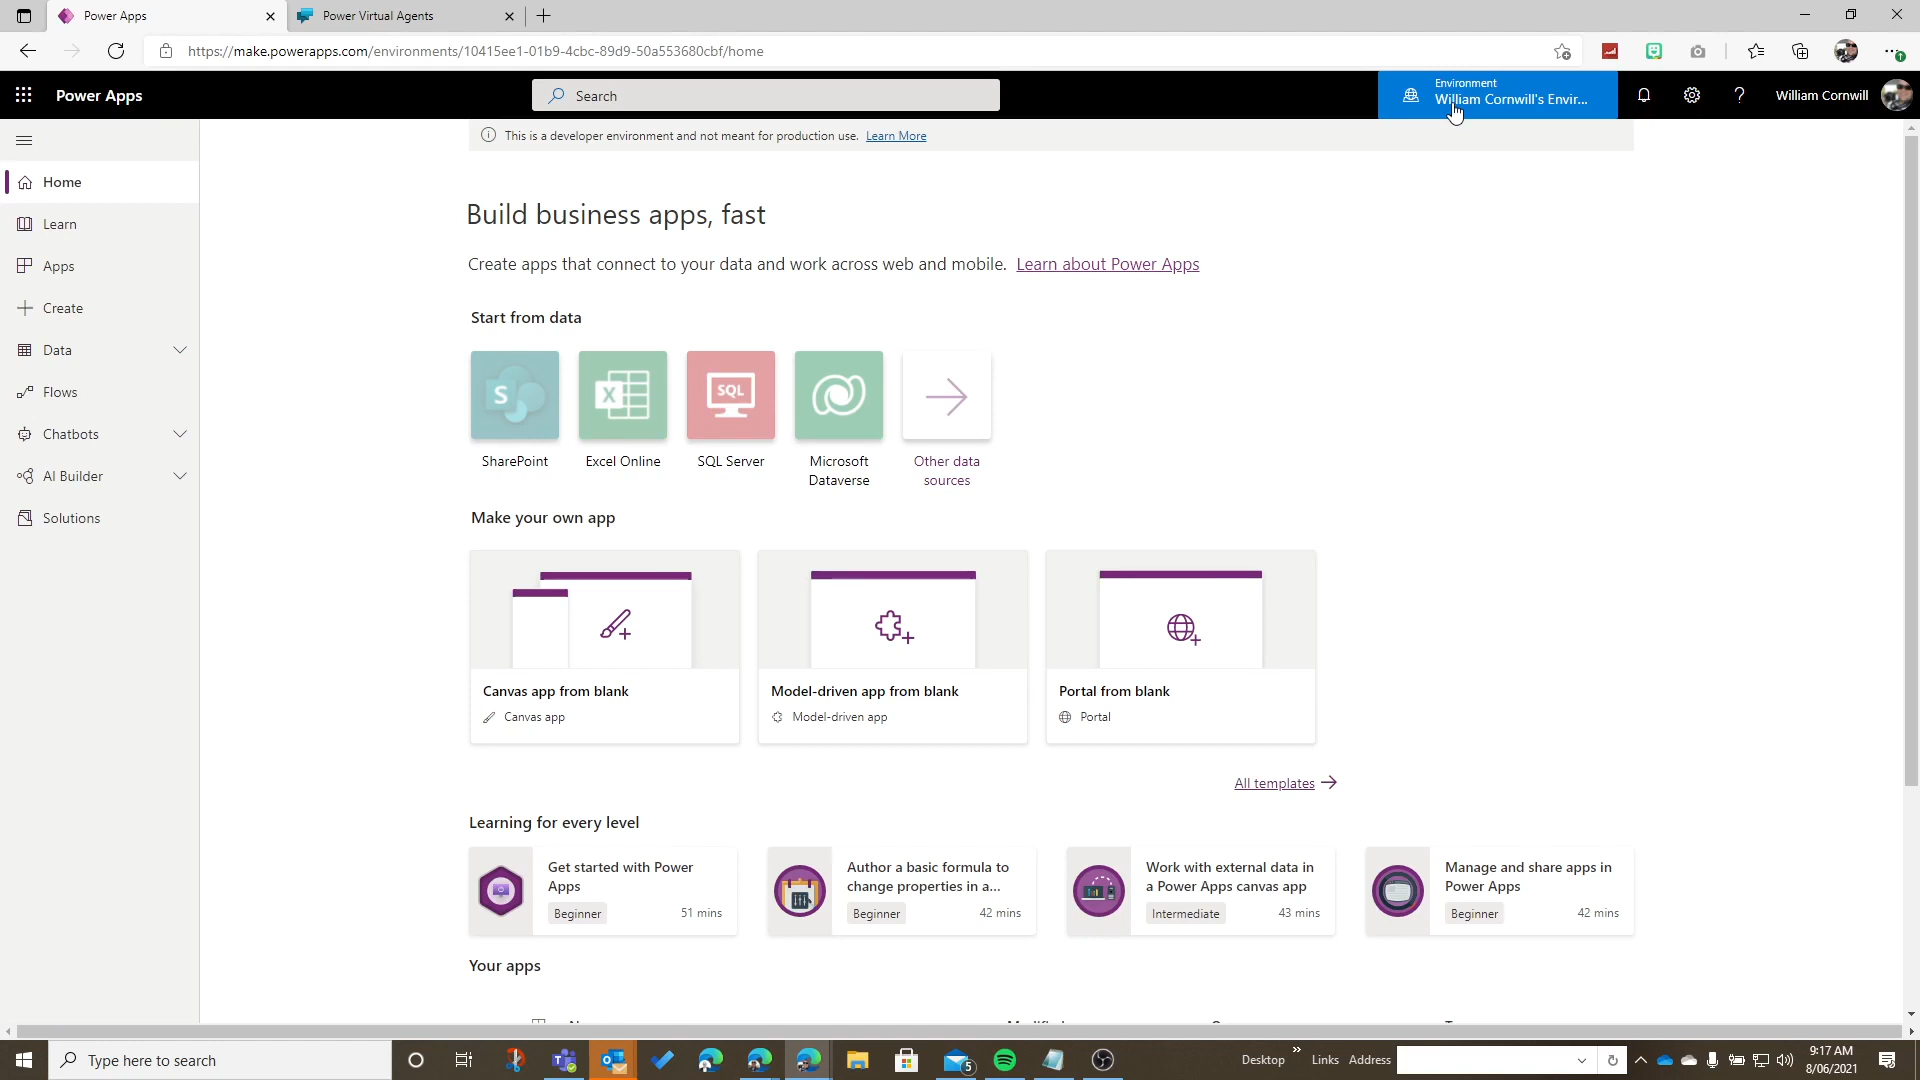 Power Apps
Power Virtual Agents
https://make.powerapps.com/environments/10415ee1-01b9-4cbc-89d9-50a553680cbf/home
Power Apps
Search
Environment
William Cornwill's Envir...
William Cornwill
This is a developer environment and not meant for production use. Learn More
Home
Learn
Apps
Create
Data
Flows
Chatbots
AI Builder
Solutions
Build business apps, fast
Create apps that connect to your data and work across web and mobile. Learn about Power Apps
Start from data
S
X
SQL
SharePoint
Excel Online
SQL Server
Microsoft
Dataverse
Other data
sources
Make your own app
Canvas app from blank
Canvas app
Model-driven app from blank
Model-driven app
Portal from blank
Portal
All templates
Learning for every level
Get started with Power
Apps
Beginner 51 mins
Author a basic formula to
change properties in a...
Beginner 42 mins
Work with external data in
a Power Apps canvas app
Intermediate 43 mins
Manage and share apps in
Power Apps
Beginner 42 mins
Your apps
Type here to search
5
Desktop
Links
Address
9:17 AM
8/06/2021